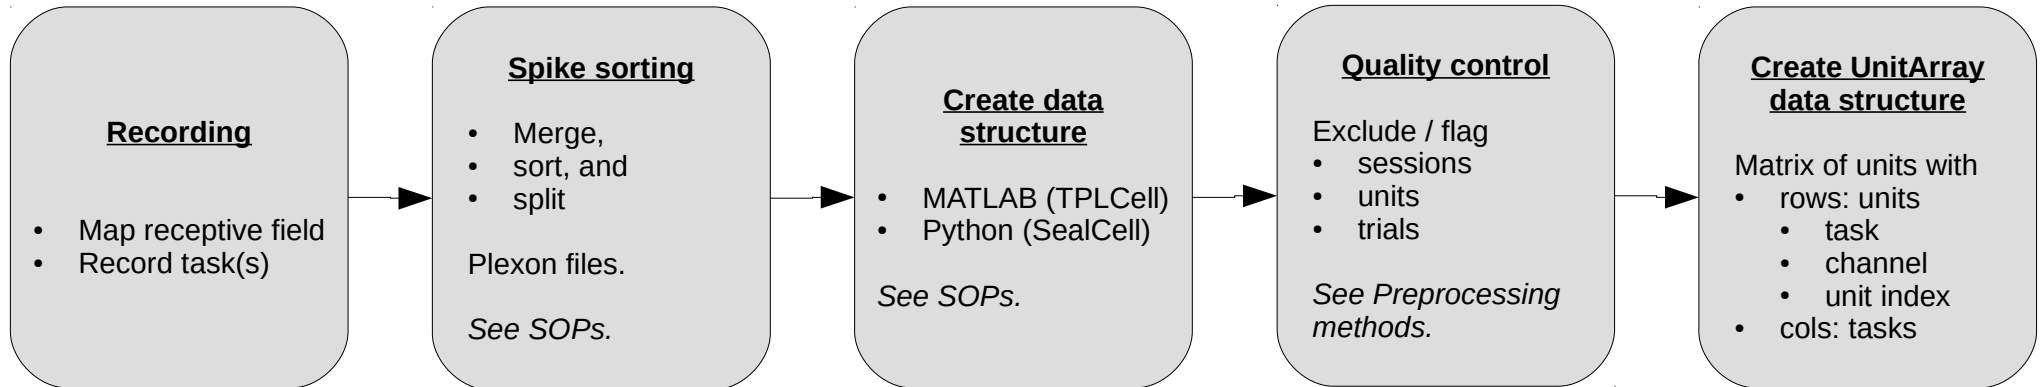 Recording
• Map receptive field
• Record task(s)
Spike sorting
• Merge,
• sort, and
• split
Plexon files.
See SOPs.
Create data
structure
• MATLAB (TPLCell)
• Python (SealCell)
See SOPs.
Quality control
Exclude / flag
• sessions
• units
• trials
See Preprocessing
methods.
Create UnitArray
data structure
Matrix of units with
• rows: units
• task
• channel
• unit index
• cols: tasks